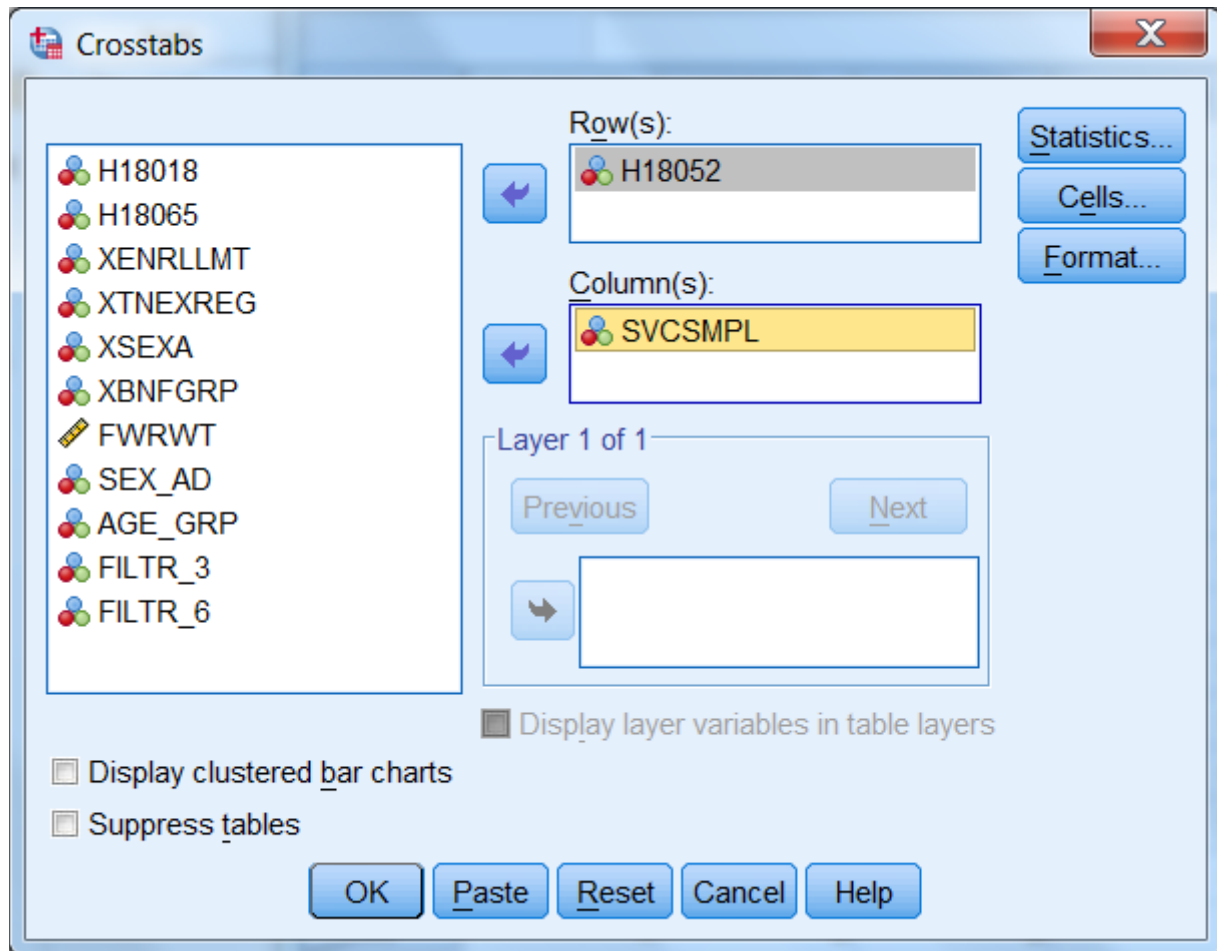 Crosstabs
H18018
H18065
XENRLLMT
XTNEXREG
XSEXA
XBNFGRP
FWRWT
SEX_AD
AGE_GRP
FILTR_3
FILTR_6
Row(s):
H18052
Column(s):
SVCSMPL
Layer 1 of 1
Previous
Next
Display layer variables in table layers
Statistics...
Cells...
Format...
Display clustered bar charts
Suppress tables
OK
Paste
Reset
Cancel
Help